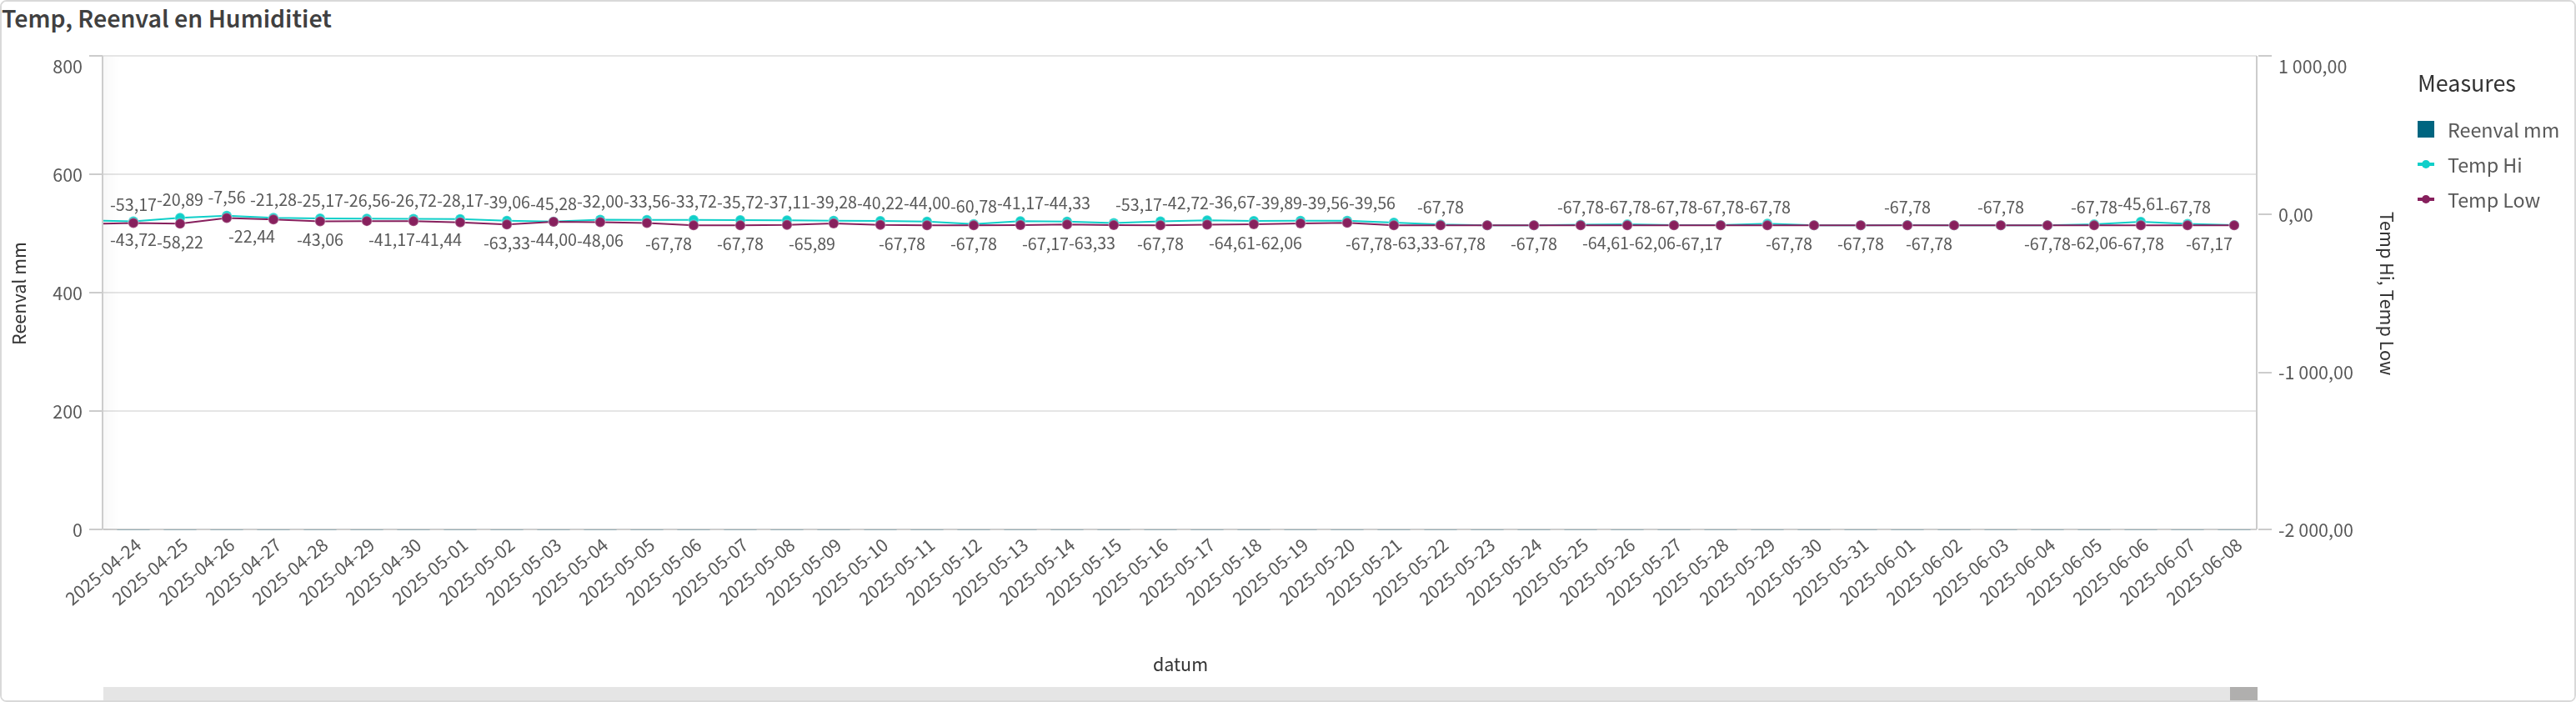 Temp, Reenval en Humiditiet
Reenval mm
800
600
400
200
0
1 000,00
0,00
-1 000,00
-2 000,00
Temp Hi, Temp Low
-53,17 -20,89 -7,56 -21,28 -25,17 -26,56 -26,72 -28,17 -39,06 -45,28 -32,00 -33,56 -33,72 -35,72 -37,11 -39,28 -40,22 -44,00 -60,78 -41,17 -44,33 -53,17 -42,72 -36,67 -39,89 -39,56 -39,56 -67,78 -67,78 -67,78 -67,78 -67,78 -67,78 -67,78 -67,78 -67,78 -45,61 -67,78
-43,72 -58,22 -22,44 -43,06 -41,17 -41,44 -63,33 -44,00 -48,06 -67,78 -67,78 -65,89 -67,78 -67,78 -67,17 -63,33 -67,78 -64,61 -62,06 -67,78 -63,33 -67,78 -67,78 -64,61 -62,06 -67,17 -67,78 -67,78 -67,78 -67,78 -62,06 -67,78 -67,17
2025-04-24 2025-04-25 2025-04-26 2025-04-27 2025-04-28 2025-04-29 2025-04-30 2025-05-01 2025-05-02 2025-05-03 2025-05-04 2025-05-05 2025-05-06 2025-05-07 2025-05-08 2025-05-09 2025-05-10 2025-05-11 2025-05-12 2025-05-13 2025-05-14 2025-05-15 2025-05-16 2025-05-17 2025-05-18 2025-05-19 2025-05-20 2025-05-21 2025-05-22 2025-05-23 2025-05-24 2025-05-25 2025-05-26 2025-05-27 2025-05-28 2025-05-29 2025-05-30 2025-05-31 2025-06-01 2025-06-02 2025-06-03 2025-06-04 2025-06-05 2025-06-06 2025-06-07 2025-06-08
datum
Measures
Reenval mm
Temp Hi
Temp Low